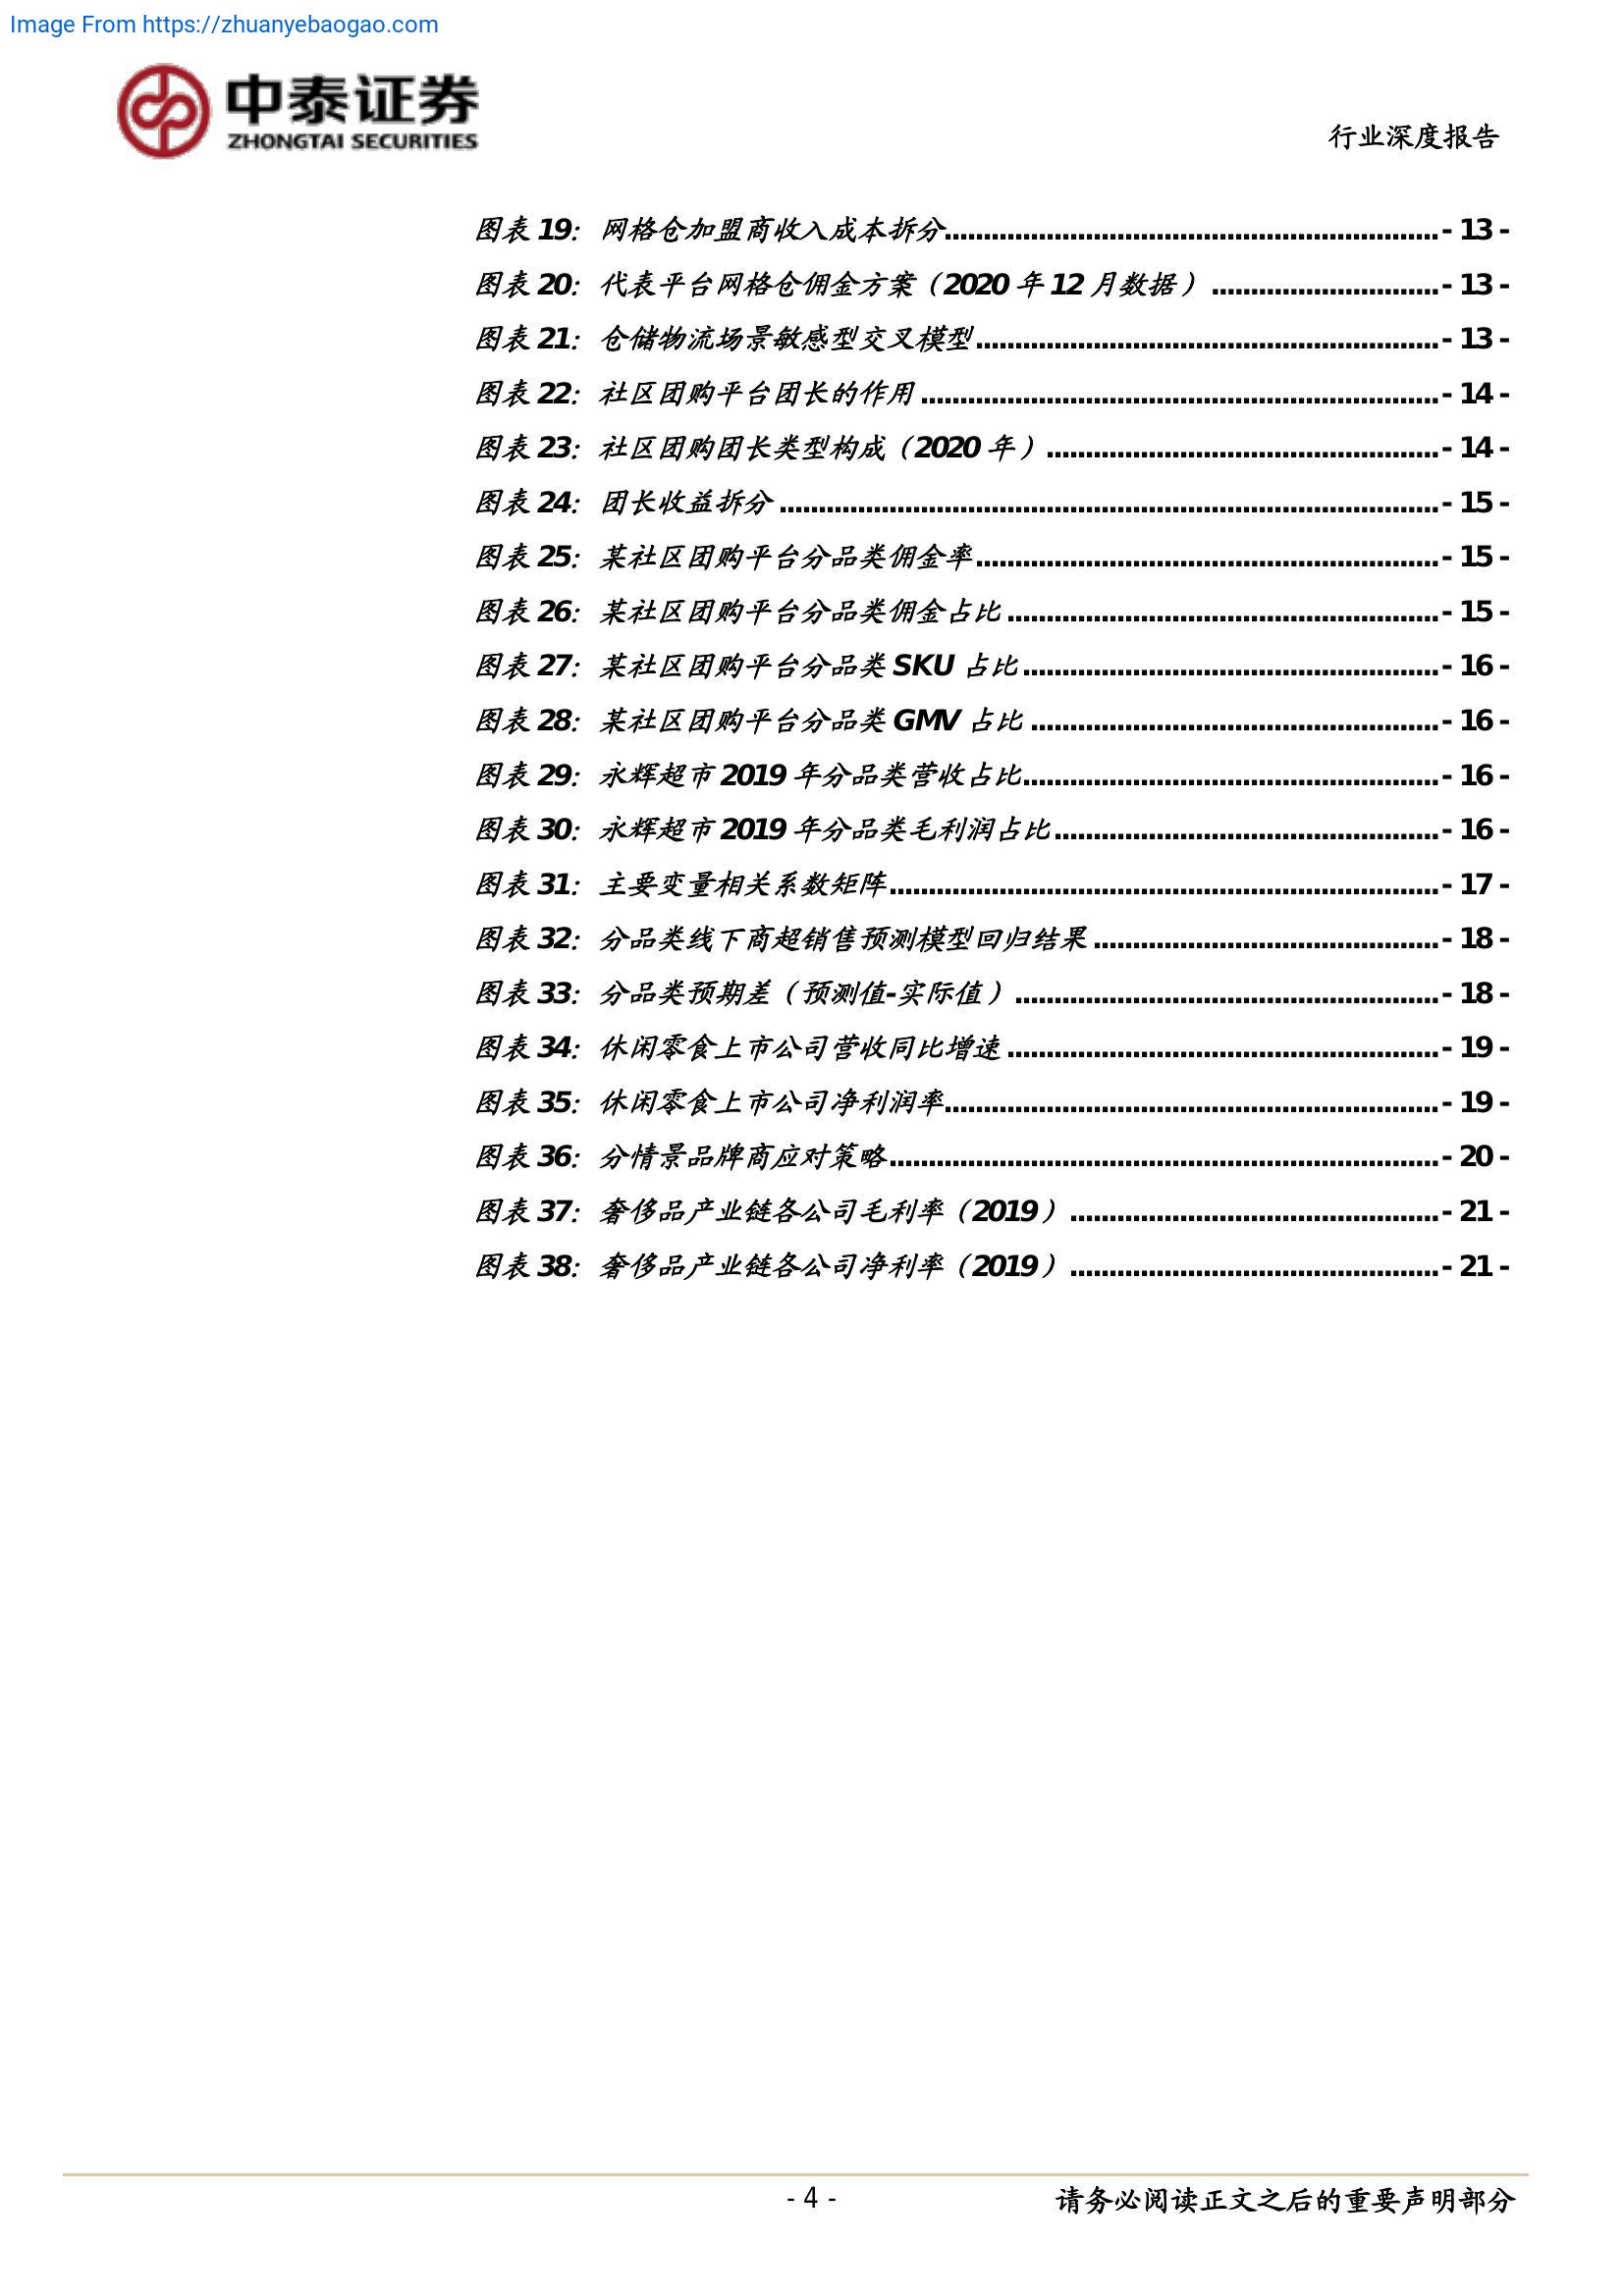 Image From https://zhuanyebaogao.com
中泰证券
ZHONGTAI SECURITIES
行业深度报告
图表 19：网格仓加盟商收入成本拆分 - 13 -
图表 20：代表平台网格仓佣金方案（2020 年 12 月数据） - 13 -
图表 21：仓储物流场景敏感型交叉模型 - 13 -
图表 22：社区团购平台团长的作用 - 14 -
图表 23：社区团购团长类型构成（2020 年） - 14 -
图表 24：团长收益拆分 - 15 -
图表 25：某社区团购平台分品类佣金率 - 15 -
图表 26：某社区团购平台分品类佣金占比 - 15 -
图表 27：某社区团购平台分品类 SKU 占比 - 16 -
图表 28：某社区团购平台分品类 GMV 占比 - 16 -
图表 29：永辉超市 2019 年分品类营收占比 - 16 -
图表 30：永辉超市 2019 年分品类毛利润占比 - 16 -
图表 31：主要变量相关系数矩阵 - 17 -
图表 32：分品类线下商超销售预测模型回归结果 - 18 -
图表 33：分品类预期差（预测值-实际值） - 18 -
图表 34：休闲零食上市公司营收同比增速 - 19 -
图表 35：休闲零食上市公司净利润率 - 19 -
图表 36：分情景品牌商应对策略 - 20 -
图表 37：奢侈品产业链各公司毛利率（2019） - 21 -
图表 38：奢侈品产业链各公司净利率（2019） - 21 -
- 4 -
请务必阅读正文之后的重要声明部分